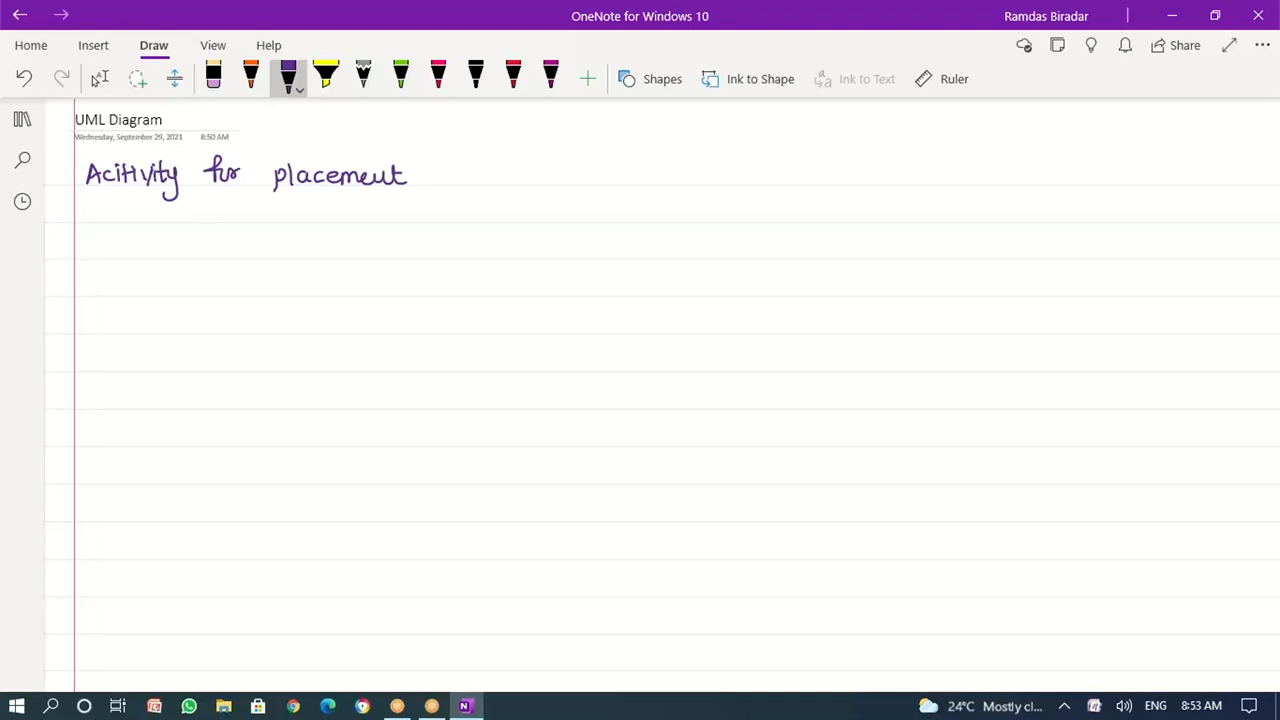 OneNote for Windows 10
Ramdas Biradar
Home Insert Draw View Help
Share
Shapes Ink to Shape Ink to Text Ruler
UML Diagram
Wednesday, September 29, 2021 8:50 AM
Acitivity for placement
24°C Mostly cl... ENG 8:53 AM